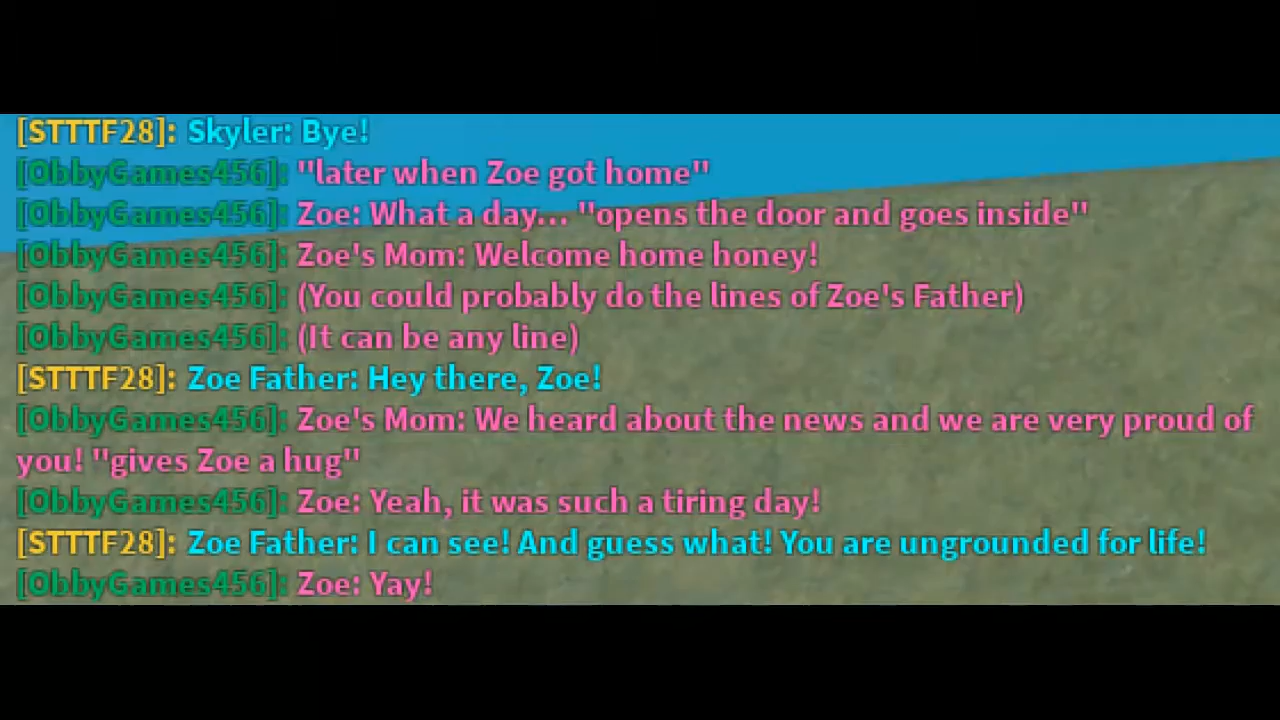 [STTTF28]: Skyler: Bye!
[ObbyGames456]: "later when Zoe got home"
[ObbyGames456]: Zoe: What a day... "opens the door and goes inside"
[ObbyGames456]: Zoe's Mom: Welcome home honey!
[ObbyGames456]: (You could probably do the lines of Zoe's Father)
[ObbyGames456]: (It can be any line)
[STTTF28]: Zoe Father: Hey there, Zoe!
[ObbyGames456]: Zoe's Mom: We heard about the news and we are very proud of
you! "gives Zoe a hug"
[ObbyGames456]: Zoe: Yeah, it was such a tiring day!
[STTTF28]: Zoe Father: I can see! And guess what! You are ungrounded for life!
[ObbyGames456]: Zoe: Yay!